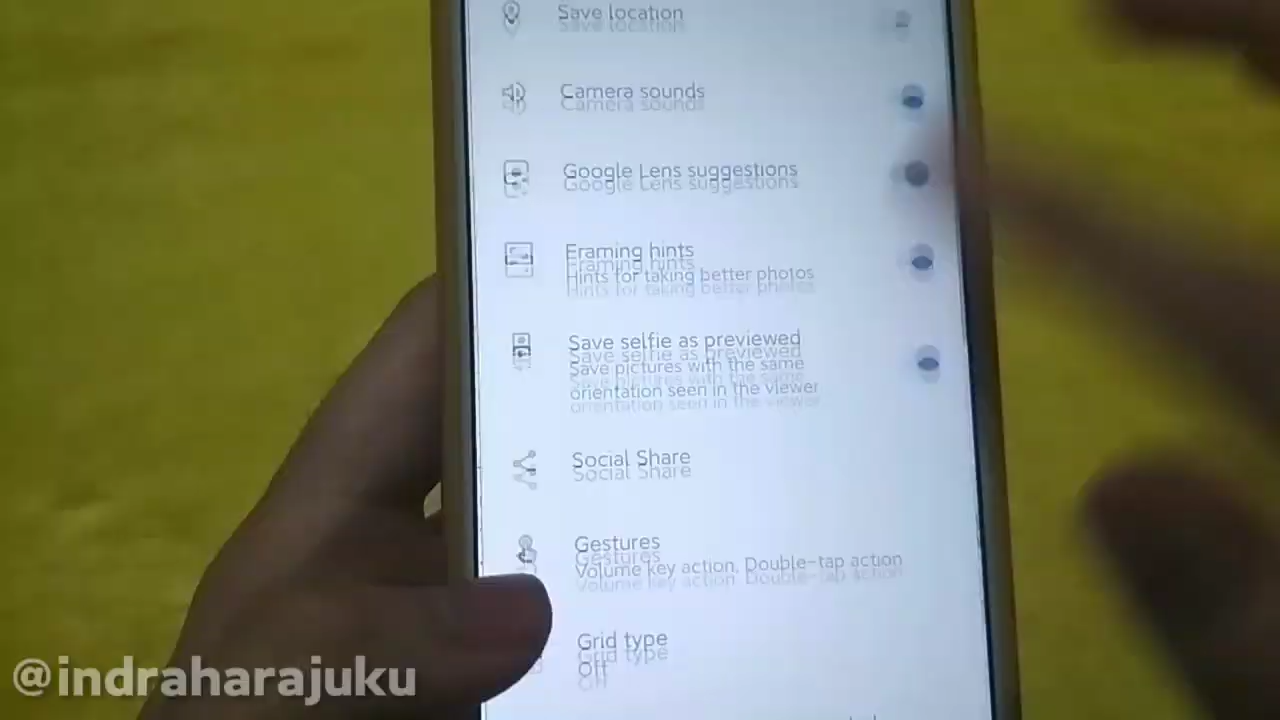 Save location
Camera sounds
Google Lens suggestions
Framing hints
Hints for taking better photos
Save selfie as previewed
Save pictures with the same
orientation seen in the viewer
Social Share
Gestures
Volume key action, Double-tap action
Grid type
Off
@indraharajuku